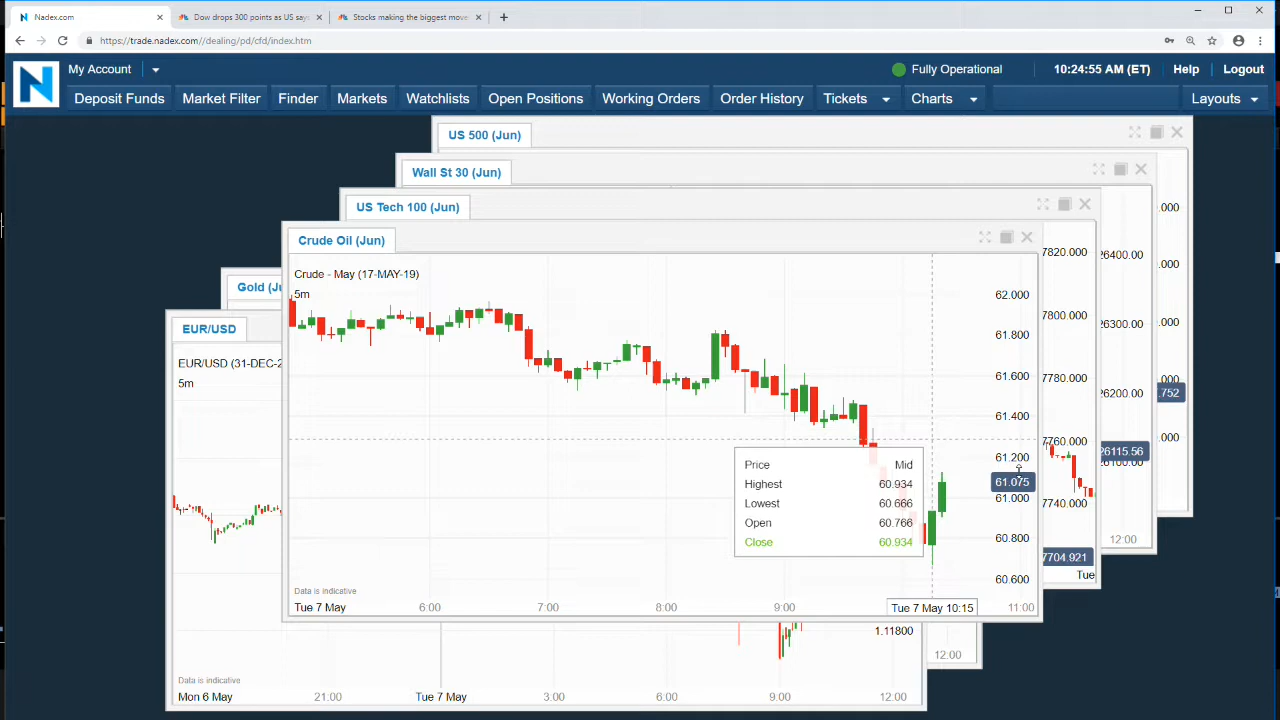 Nadex.com
Dow drops 300 points as US say
Stocks making the biggest move
https://trade.nadex.com/dealing/pd/cfd/index.htm
My Account
Fully Operational
10:24:55 AM (ET)
Help
Logout
Deposit Funds
Market Filter
Finder
Markets
Watchlists
Open Positions
Working Orders
Order History
Tickets
Charts
Layouts
US 500 (Jun)
Wall St 30 (Jun)
US Tech 100 (Jun)
Crude Oil (Jun)
Gold (Ju
EUR/USD
Crude - May (17-MAY-19)
5m
62.000
61.800
61.600
61.400
61.200
61.075
61.000
60.800
60.600
Price Mid
Highest 60.934
Lowest 60.666
Open 60.766
Close 60.934
Data is indicative
Tue 7 May
6:00
7:00
8:00
9:00
Tue 7 May 10:15
11:00
EUR/USD (31-DEC-2
5m
1.11800
Data is indicative
Mon 6 May
21:00
Tue 7 May
3:00
6:00
9:00
12:00
12:00
7820.000
7800.000
7780.000
7760.000
7740.000
7704.921
Tue
26400.00
26300.00
26200.00
26115.56
26100.00
12:00
.000
.000
.000
.000
.752
.000